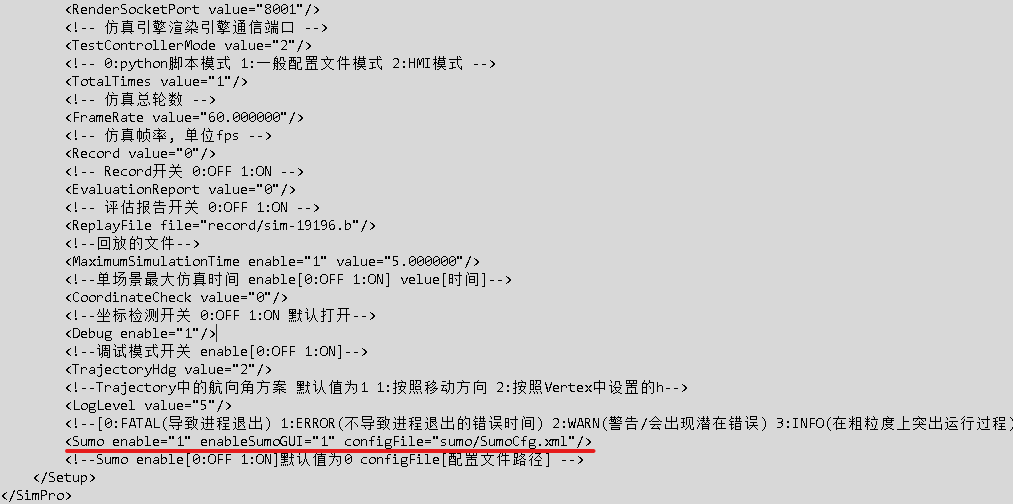 <RenderSocketPort value="8001"/>
<!-- 仿真引擎渲染引擎通信端口 -->
<TestControllerMode value="2"/>
<!-- 0:python脚本模式 1:一般配置文件模式 2:HMI模式 -->
<TotalTimes value="1"/>
<!-- 仿真总轮数 -->
<FrameRate value="60.000000"/>
<!-- 仿真帧率, 单位fps -->
<Record value="0"/>
<!-- Record开关 0:OFF 1:ON -->
<EvaluationReport value="0"/>
<!-- 评估报告开关 0:OFF 1:ON -->
<ReplayFile file="record/sim-19196.b"/>
<!--回放的文件-->
<MaximumSimulationTime enable="1" value="5.000000"/>
<!--单场景最大仿真时间 enable[0:OFF 1:ON] velue[时间]-->
<CoordinateCheck value="0"/>
<!--坐标检测开关 0:OFF 1:ON 默认打开-->
<Debug enable="1"/>
<!--调试模式开关 enable[0:OFF 1:ON]-->
<TrajectoryHdg value="2"/>
<!--Trajectory中的航向角方案 默认值为1 1:按照移动方向 2:按照Vertex中设置的h-->
<LogLevel value="5"/>
<!--[0:FATAL(导致进程退出) 1:ERROR(不导致进程退出的错误时间) 2:WARN(警告/会出现潜在错误) 3:INFO(在粗粒度上突出运行过程)
<Sumo enable="1" enableSumoGUI="1" configFile="sumo/SumoCfg.xml"/>
<!--Sumo enable[0:OFF 1:ON]默认值为0 configFile[配置文件路径] -->
</Setup>
</SimPro>